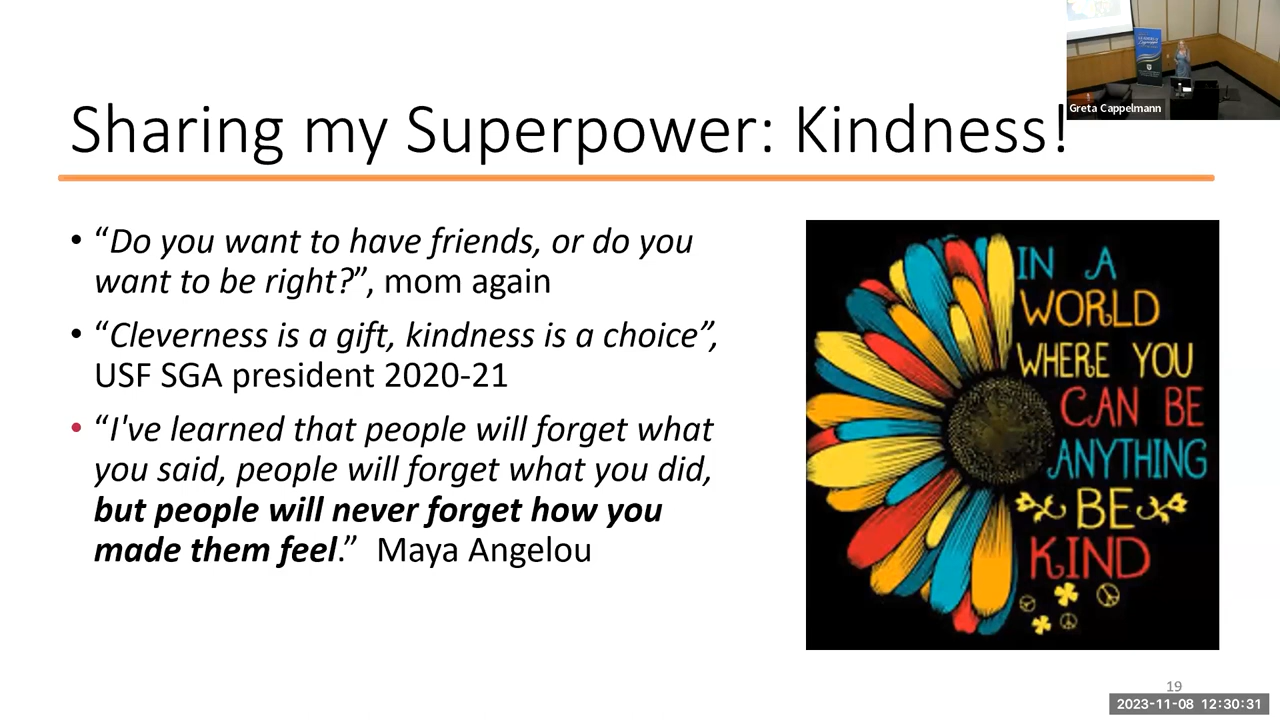 Sharing my Superpower: Kindness!
Greta Cappelmann
• “Do you want to have friends, or do you
want to be right?”, mom again
• “Cleverness is a gift, kindness is a choice”,
USF SGA president 2020-21
• “I've learned that people will forget what
you said, people will forget what you did,
but people will never forget how you
made them feel.” Maya Angelou
IN A
WORLD
WHERE YOU
CAN BE
ANYTHING
BE
KIND
19
2023-11-08 12:30:31